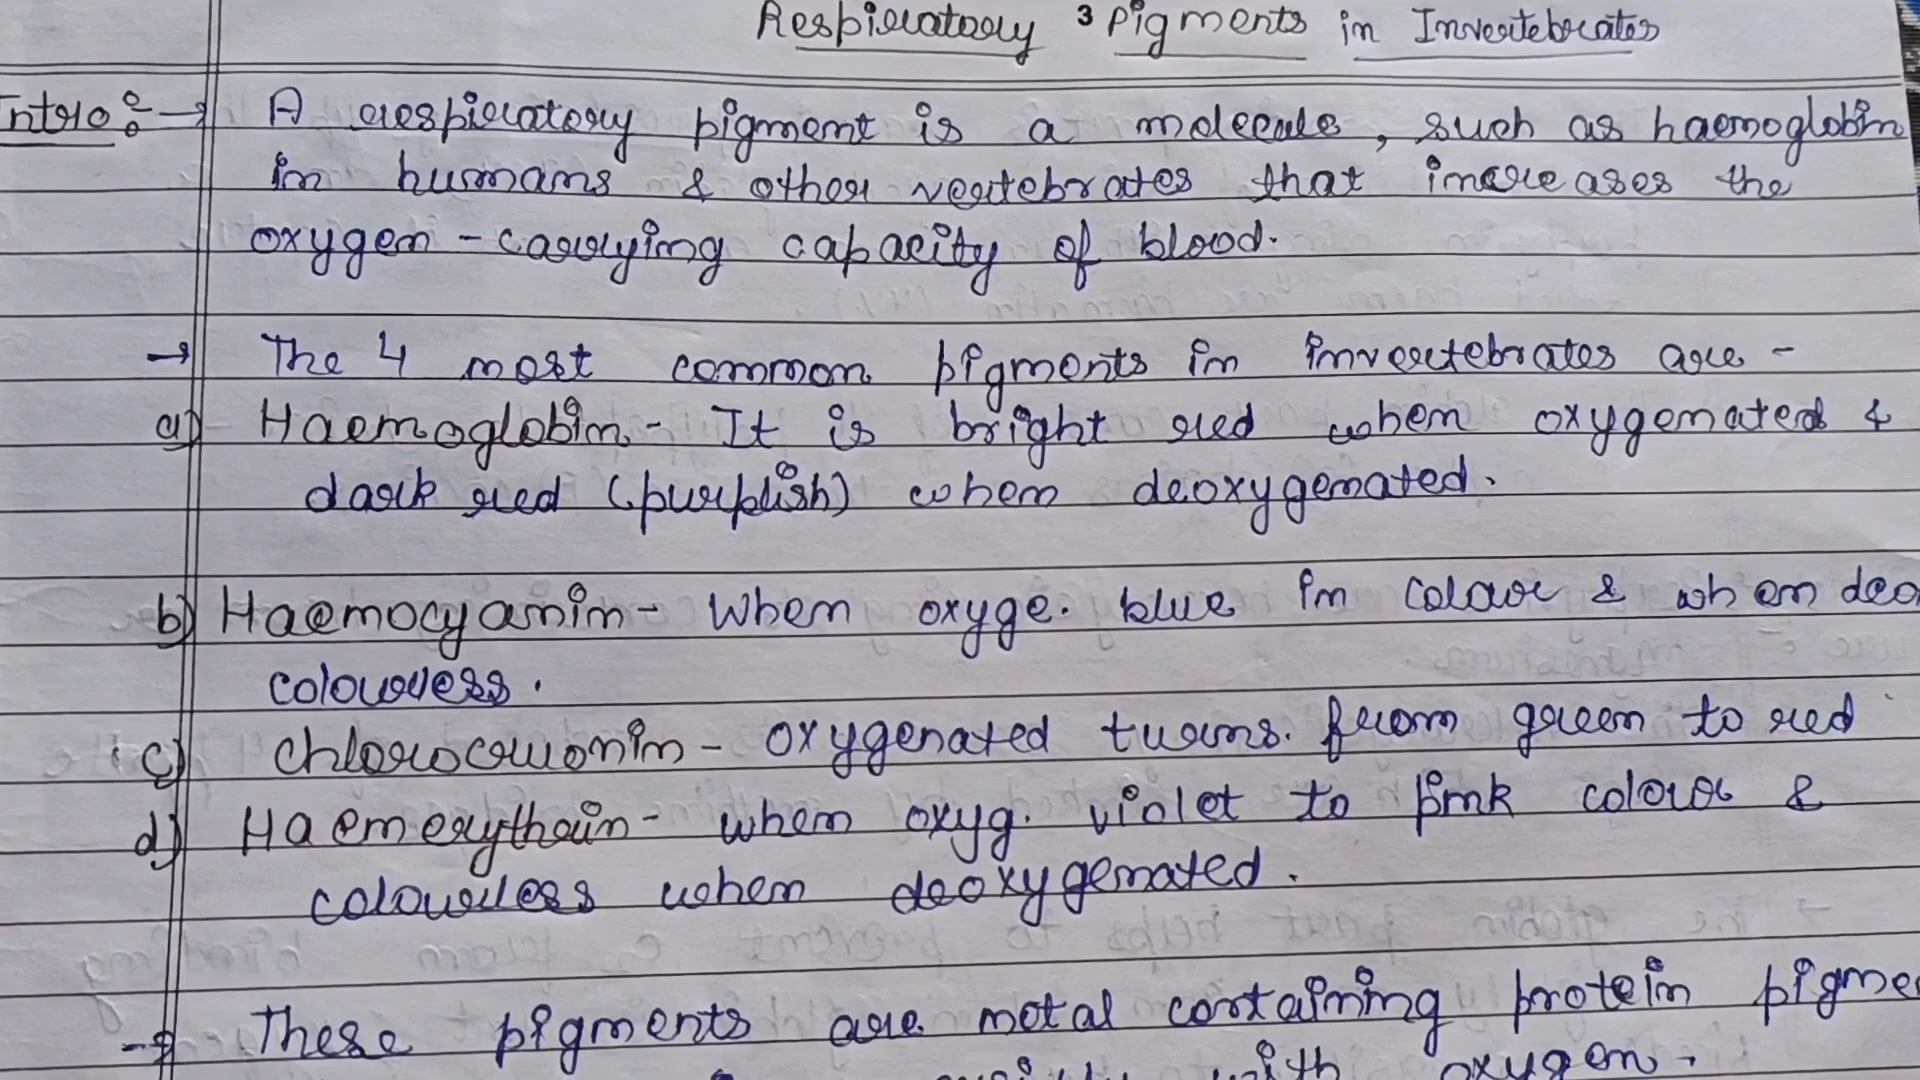 Respiratory Pigments in Invertebrates
Intro :→ A respiratory pigment is a molecule, such as haemoglobin
in humans & other vertebrates that increases the
oxygen-carrying capacity of blood.
→ The 4 most common pigments in invertebrates are -
a) Haemoglobin - It is bright red when oxygenated &
dark red (purplish) when deoxygenated.
b) Haemocyanin - When oxyge. blue in colour & when deo
colourless.
c) Chlorocruonin - oxygenated turns. from green to red
d) Haemerythrin - when oxyg. violet to pink colour &
colourless when deoxygenated.
→ These pigments are metal containing protein pigme
with oxygen.